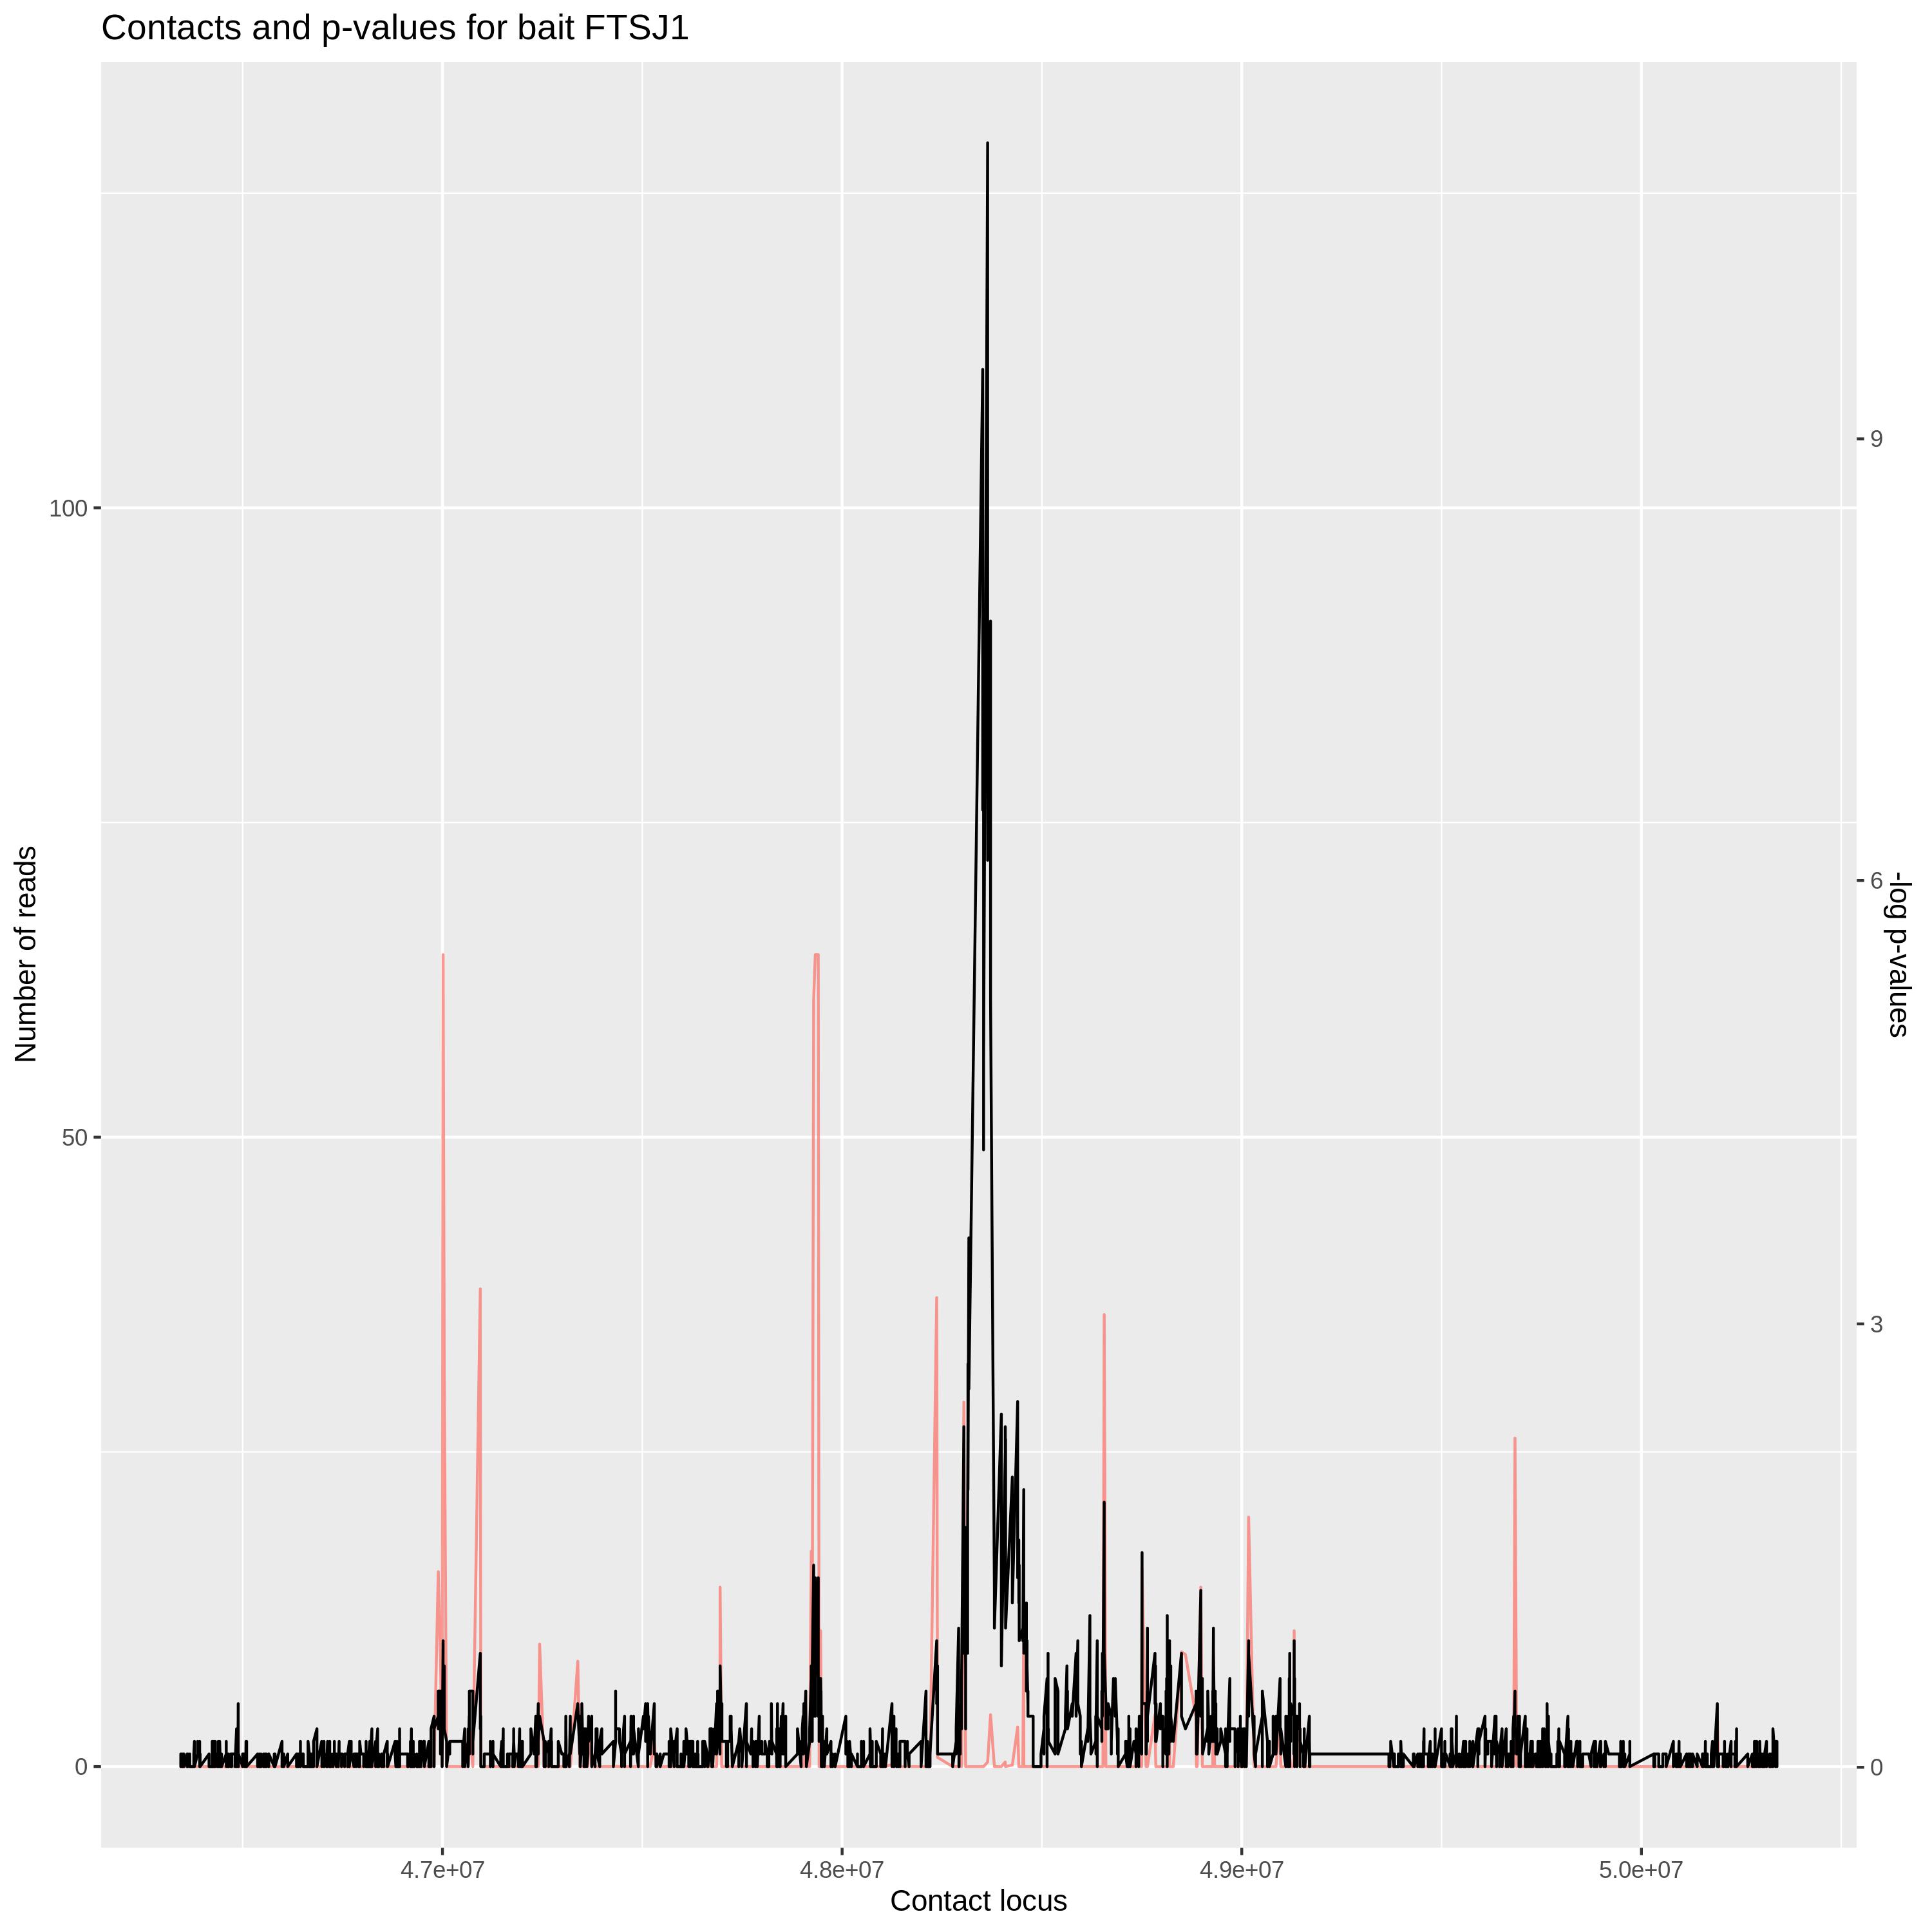 Contacts and p-values for bait FTSJ1
Number of reads
100
50
0
9
6
3
0
-log p-values
4.7e+07
4.8e+07
4.9e+07
5.0e+07
Contact locus